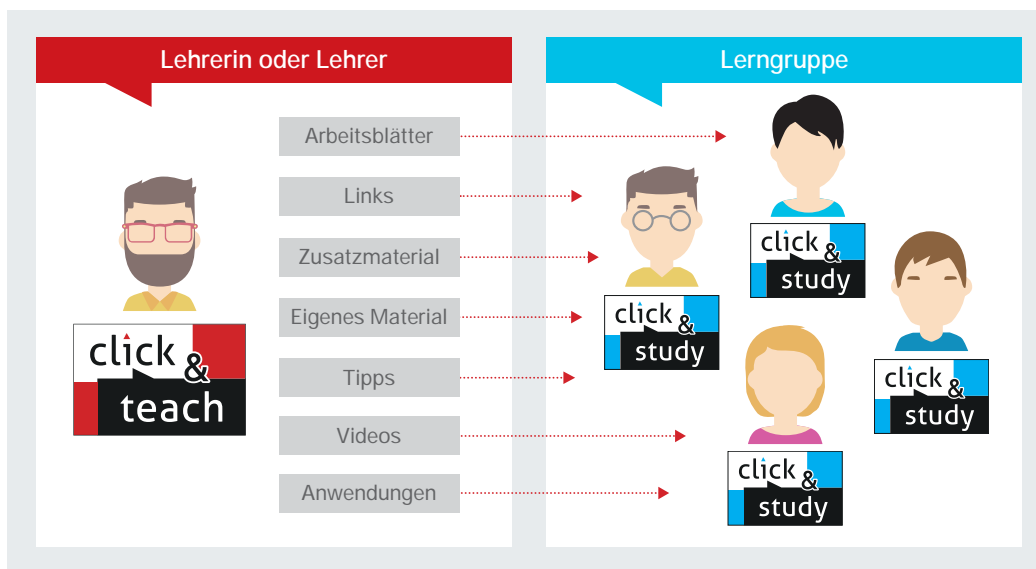 Lehrerin oder Lehrer
Arbeitsblätter
Links
Zusatzmaterial
Eigenes Material
Tipps
Videos
Anwendungen
click &
teach
Lerngruppe
click &
study
click &
study
click &
study
click &
study